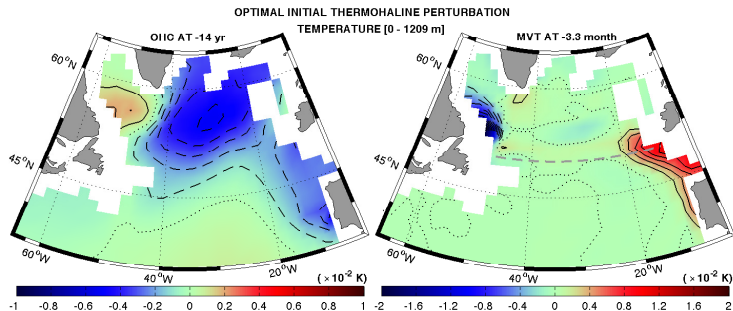 OPTIMAL INITIAL THERMOHALINE PERTURBATION
TEMPERATURE [0 - 1209 m]
OIIC AT -14 yr
MVT AT -3.3 month
60°N
45°N
60°W
40°W
20°W
(×10⁻² K)
60°N
45°N
60°W
40°W
20°W
(×10⁻² K)
-1 -0.8 -0.6 -0.4 -0.2 0 0.2 0.4 0.6 0.8 1
-2 -1.6 -1.2 -0.8 -0.4 0 0.4 0.8 1.2 1.6 2